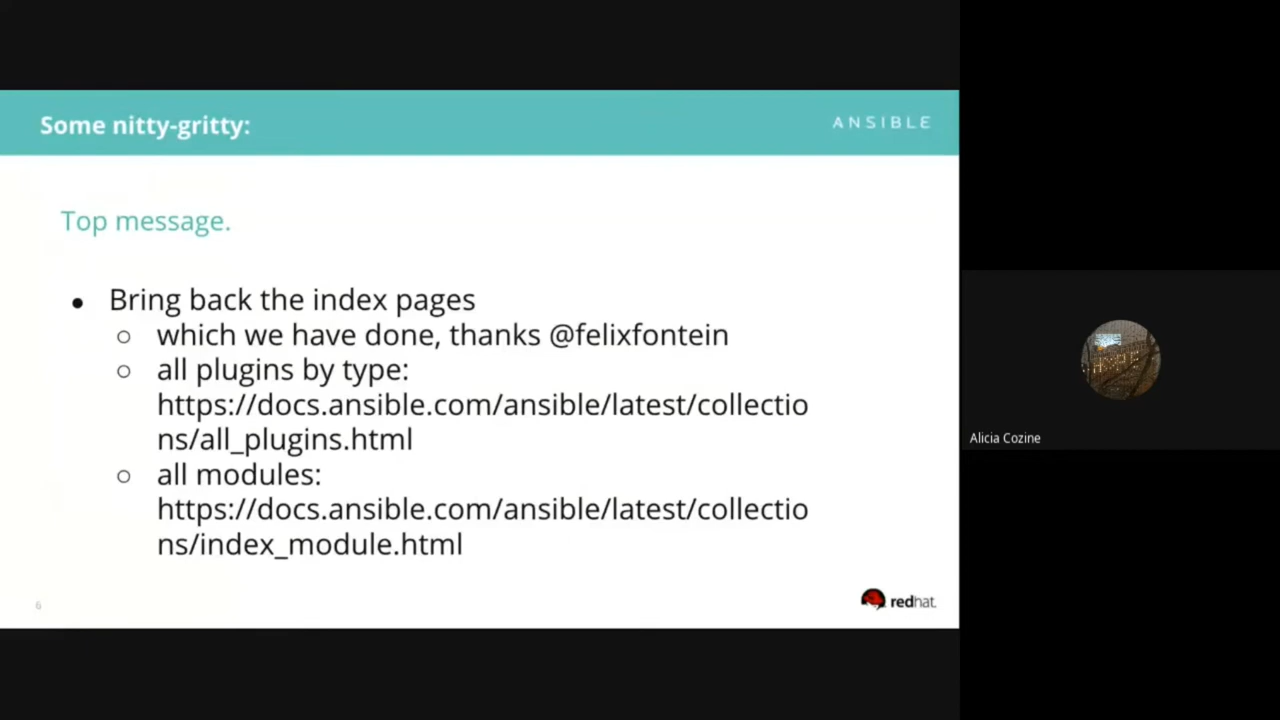 Some nitty-gritty:
ANSIBLE
Top message.
● Bring back the index pages
○ which we have done, thanks @felixfontein
○ all plugins by type:
https://docs.ansible.com/ansible/latest/collectio
ns/all_plugins.html
○ all modules:
https://docs.ansible.com/ansible/latest/collectio
ns/index_module.html
6
redhat.
Alicia Cozine